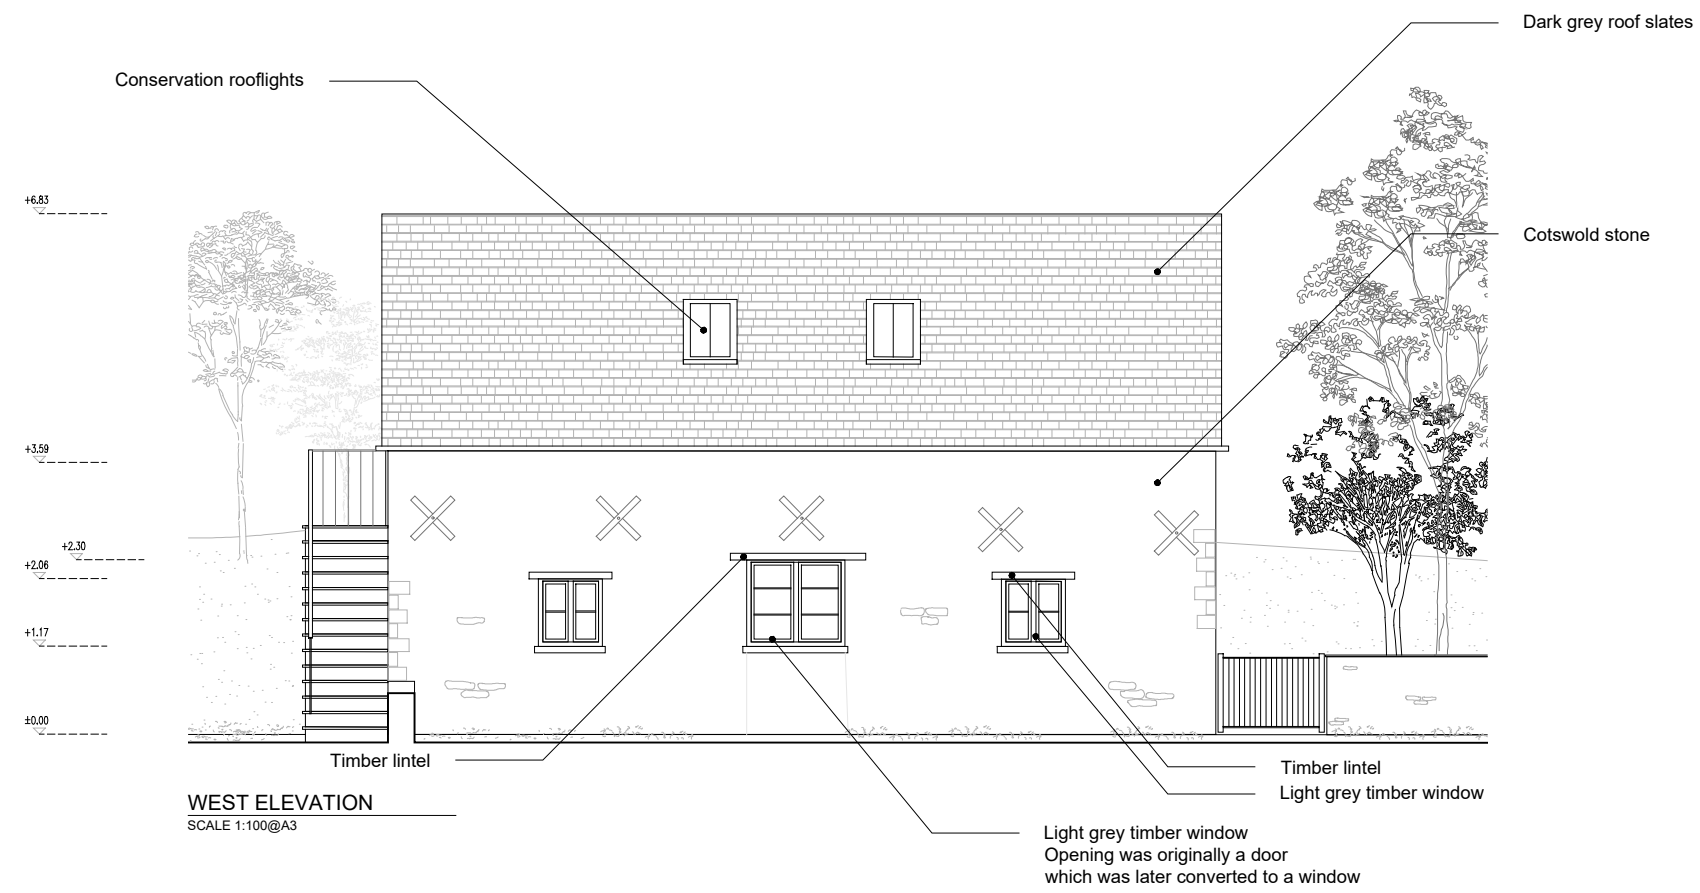 Dark grey roof slates
Conservation rooflights
+6.83
Cotswold stone
+3.59
+2.30
+2.06
+1.17
±0.00
Timber lintel
Timber lintel
Light grey timber window
WEST ELEVATION
SCALE 1:100@A3
Light grey timber window
Opening was originally a door
which was later converted to a window